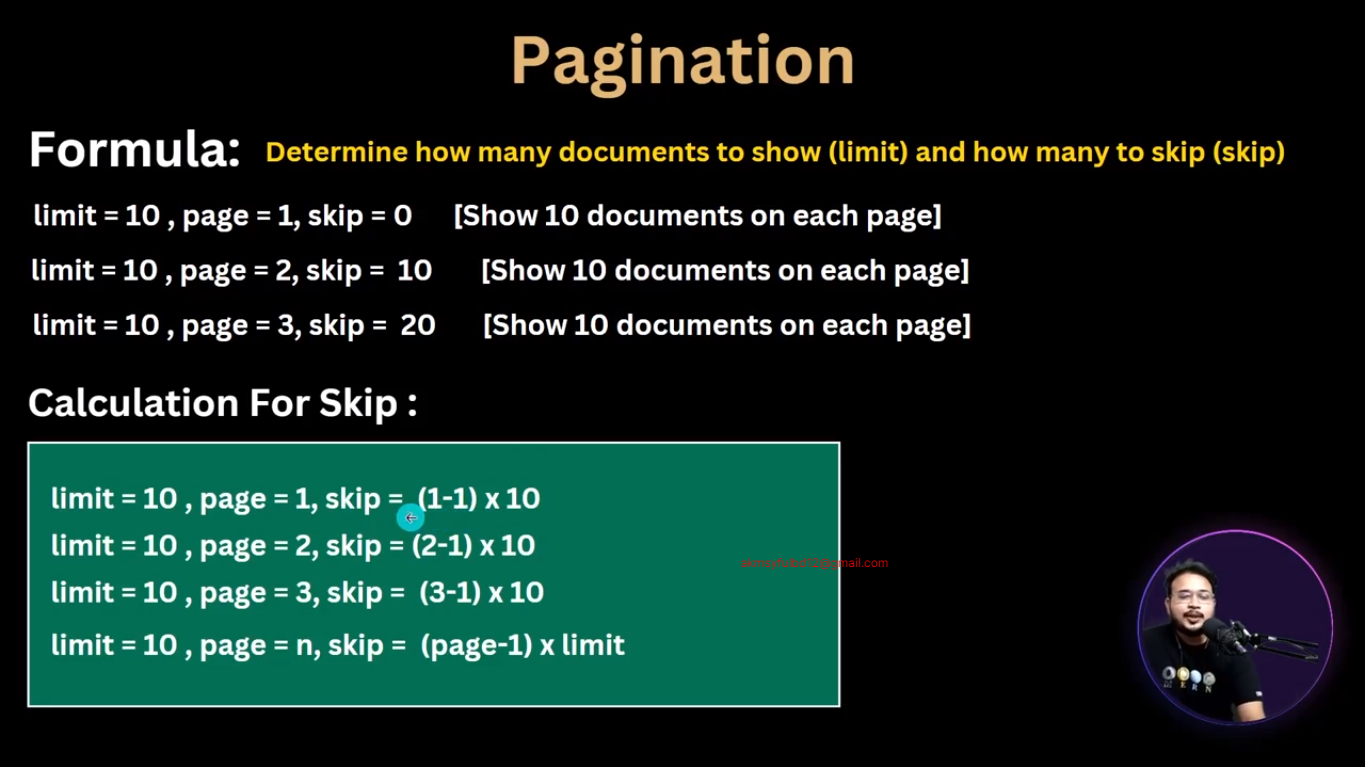 Pagination
Formula: Determine how many documents to show (limit) and how many to skip (skip)
limit = 10 , page = 1, skip = 0 [Show 10 documents on each page]
limit = 10 , page = 2, skip = 10 [Show 10 documents on each page]
limit = 10 , page = 3, skip = 20 [Show 10 documents on each page]
Calculation For Skip :
limit = 10 , page = 1, skip = (1-1) x 10
limit = 10 , page = 2, skip = (2-1) x 10
limit = 10 , page = 3, skip = (3-1) x 10
limit = 10 , page = n, skip = (page-1) x limit
M E R N